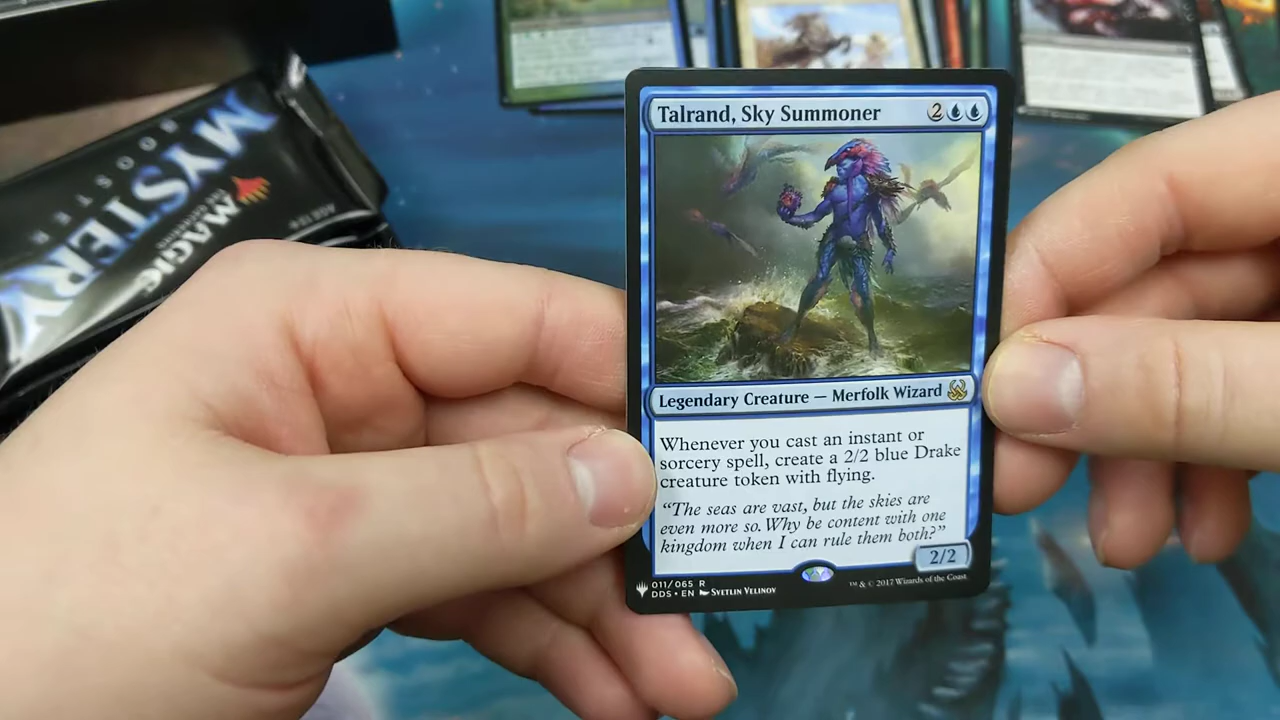 MYSTERY
BOOSTER
MAGIC
Talrand, Sky Summoner
2
Legendary Creature — Merfolk Wizard
Whenever you cast an instant or
sorcery spell, create a 2/2 blue Drake
creature token with flying.
“The seas are vast, but the skies are
even more so. Why be content with one
kingdom when I can rule them both?”
2/2
011/065 R
DDS • EN SVETLIN VELINOV
™ & © 2017 Wizards of the Coast